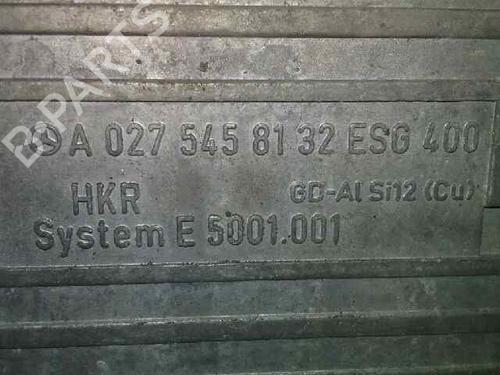 A 027 545 81 32 ESG 400
HKR GD-Al Si12 (Cu)
System E 5001.001
B-PARTS